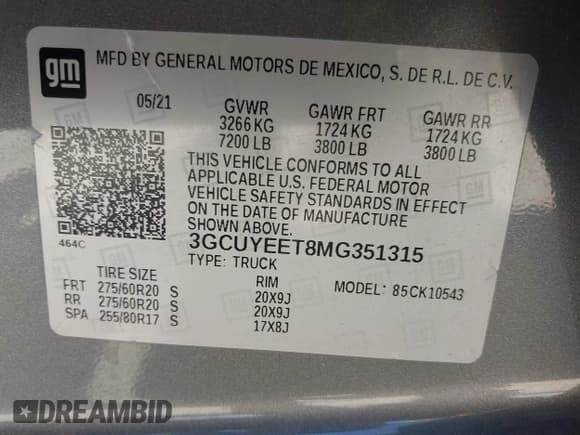 gm
MFD BY GENERAL MOTORS DE MEXICO, S. DE R.L. DE C.V.
05/21 GVWR GAWR FRT GAWR RR
3266 KG 1724 KG 1724 KG
7200 LB 3800 LB 3800 LB
THIS VEHICLE CONFORMS TO ALL
APPLICABLE U.S. FEDERAL MOTOR
VEHICLE SAFETY STANDARDS IN
EFFECT ON THE DATE OF MANUFACTURE
SHOWN ABOVE.
464C
3GCUYEET8MG351315
TYPE: TRUCK
TIRE SIZE RIM MODEL: 85CK10543
FRT 275/60R20 S 20X9J
RR 275/60R20 S 20X9J
SPA 255/80R17 S 17X8J
DREAMBID